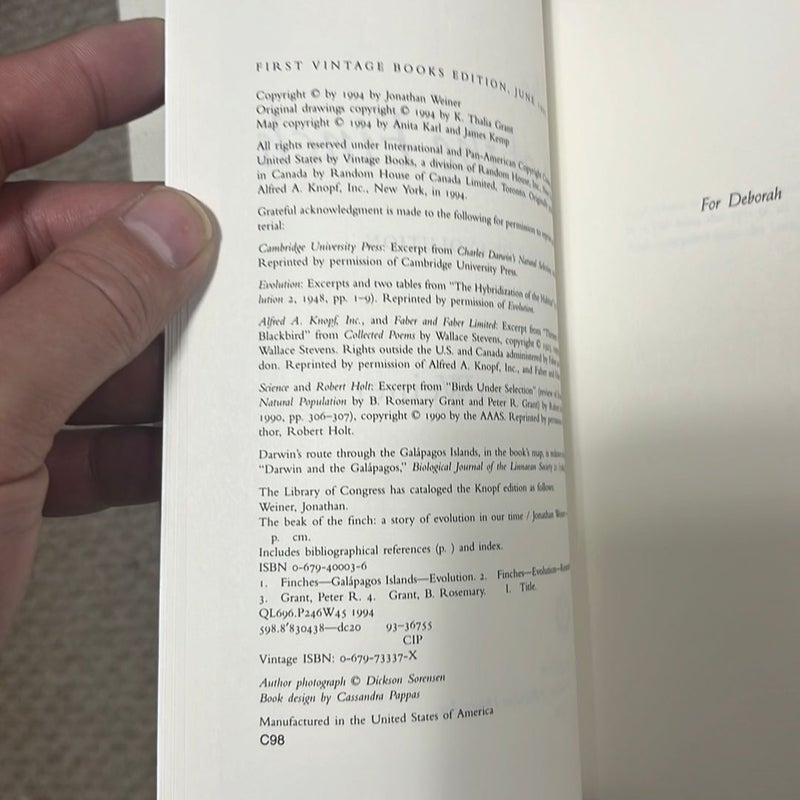 FIRST VINTAGE BOOKS EDITION, JUNE
Copyright © by 1994 by Jonathan Weiner
Original drawings copyright © 1994 by K. Thalia Grant
Map copyright © 1994 by Anita Karl and James Kemp
All rights reserved under International and Pan-American Copyright
United States by Vintage Books, a division of Random House, Inc.,
in Canada by Random House of Canada Limited, Toronto. Originally
Alfred A. Knopf, Inc., New York, in 1994.
Grateful acknowledgment is made to the following for permission to
terial:
Cambridge University Press: Excerpt from Charles Darwin's Natural
Reprinted by permission of Cambridge University Press.
Evolution: Excerpts and two tables from "The Hybridization of the
lution 2, 1948, pp. 1–9). Reprinted by permission of Evolution.
Alfred A. Knopf, Inc., and Faber and Faber Limited: Excerpt from
Blackbird" from Collected Poems by Wallace Stevens, copyright ©
Wallace Stevens. Rights outside the U.S. and Canada administered by
don. Reprinted by permission of Alfred A. Knopf, Inc., and Faber and
Science and Robert Holt: Excerpt from "Birds Under Selection" (review of
Natural Population by B. Rosemary Grant and Peter R. Grant) by
1990, pp. 306–307), copyright © 1990 by the AAAS. Reprinted by
thor, Robert Holt.
Darwin's route through the Galápagos Islands, in the book's map, is
"Darwin and the Galápagos," Biological Journal of the Linnaean Society
The Library of Congress has cataloged the Knopf edition as follows:
Weiner, Jonathan.
The beak of the finch: a story of evolution in our time / Jonathan
p. cm.
Includes bibliographical references (p. ) and index.
ISBN 0-679-40003-6
1. Finches—Galápagos Islands—Evolution. 2. Finches—Evolution—
3. Grant, Peter R. 4. Grant, B. Rosemary. I. Title.
QL696.P246W45 1994
598.8'830438—dc20 93-36755
CIP
Vintage ISBN: 0-679-73337-X
Author photograph © Dickson Sorensen
Book design by Cassandra Pappas
Manufactured in the United States of America
C98
For Deborah